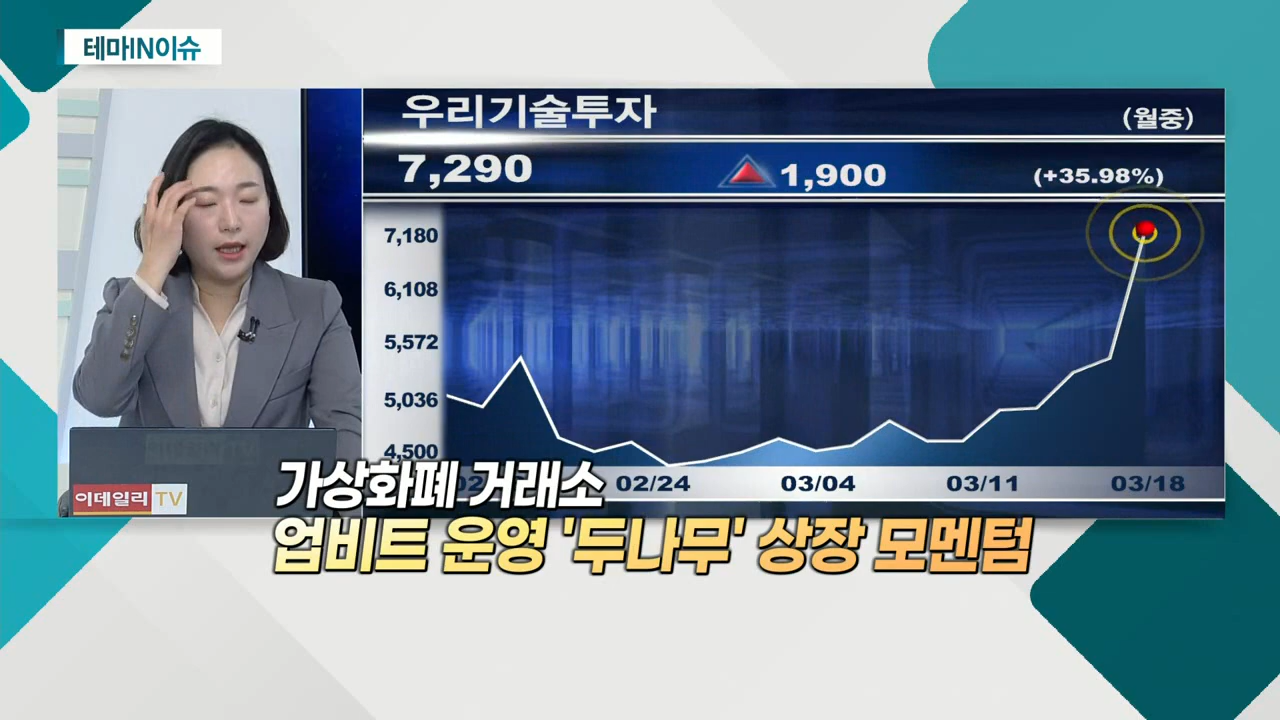 테마IN이슈
우리기술투자
(월중)
7,290 ▲ 1,900 (+35.98%)
7,180
6,108
5,572
5,036
4,500
02/24 03/04 03/11 03/18
이데일리TV
가상화폐 거래소
업비트 운영 '두나무' 상장 모멘텀